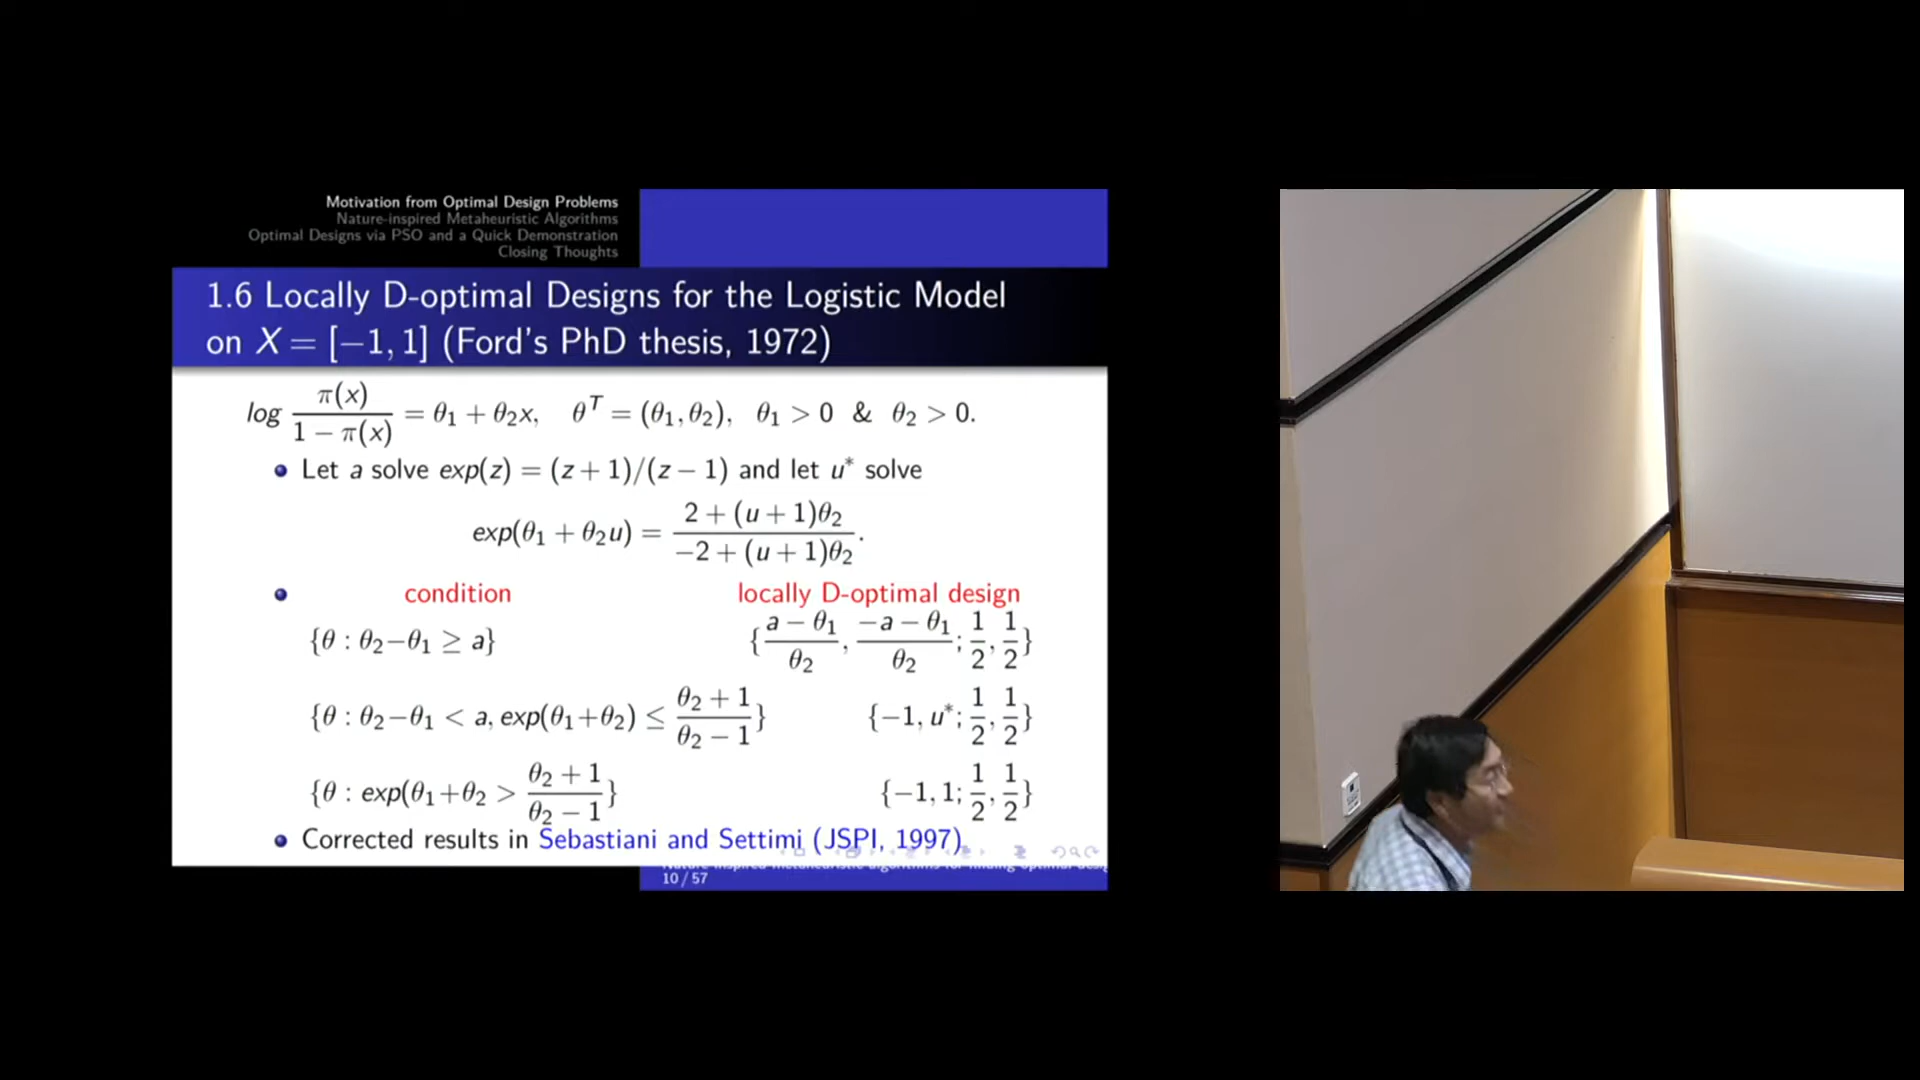 Motivation from Optimal Design Problems
Nature-inspired Metaheuristic Algorithms
Optimal Designs via PSO and a Quick Demonstration
Closing Thoughts
1.6 Locally D-optimal Designs for the Logistic Model
on X = [−1, 1] (Ford's PhD thesis, 1972)
log π(x)/(1 − π(x)) = θ₁ + θ₂x, θᵀ = (θ₁, θ₂), θ₁ > 0 & θ₂ > 0.
Let a solve exp(z) = (z + 1)/(z − 1) and let u* solve
exp(θ₁ + θ₂u) = (2 + (u + 1)θ₂)/(−2 + (u + 1)θ₂).
condition locally D-optimal design
{θ : θ₂−θ₁ ≥ a} {(a − θ₁)/θ₂, (−a − θ₁)/θ₂; 1/2, 1/2}
{θ : θ₂−θ₁ < a, exp(θ₁+θ₂) ≤ (θ₂ + 1)/(θ₂ − 1)} {−1, u*; 1/2, 1/2}
{θ : exp(θ₁+θ₂ > (θ₂ + 1)/(θ₂ − 1)} {−1, 1; 1/2, 1/2}
Corrected results in Sebastiani and Settimi (JSPI, 1997).
10 / 57